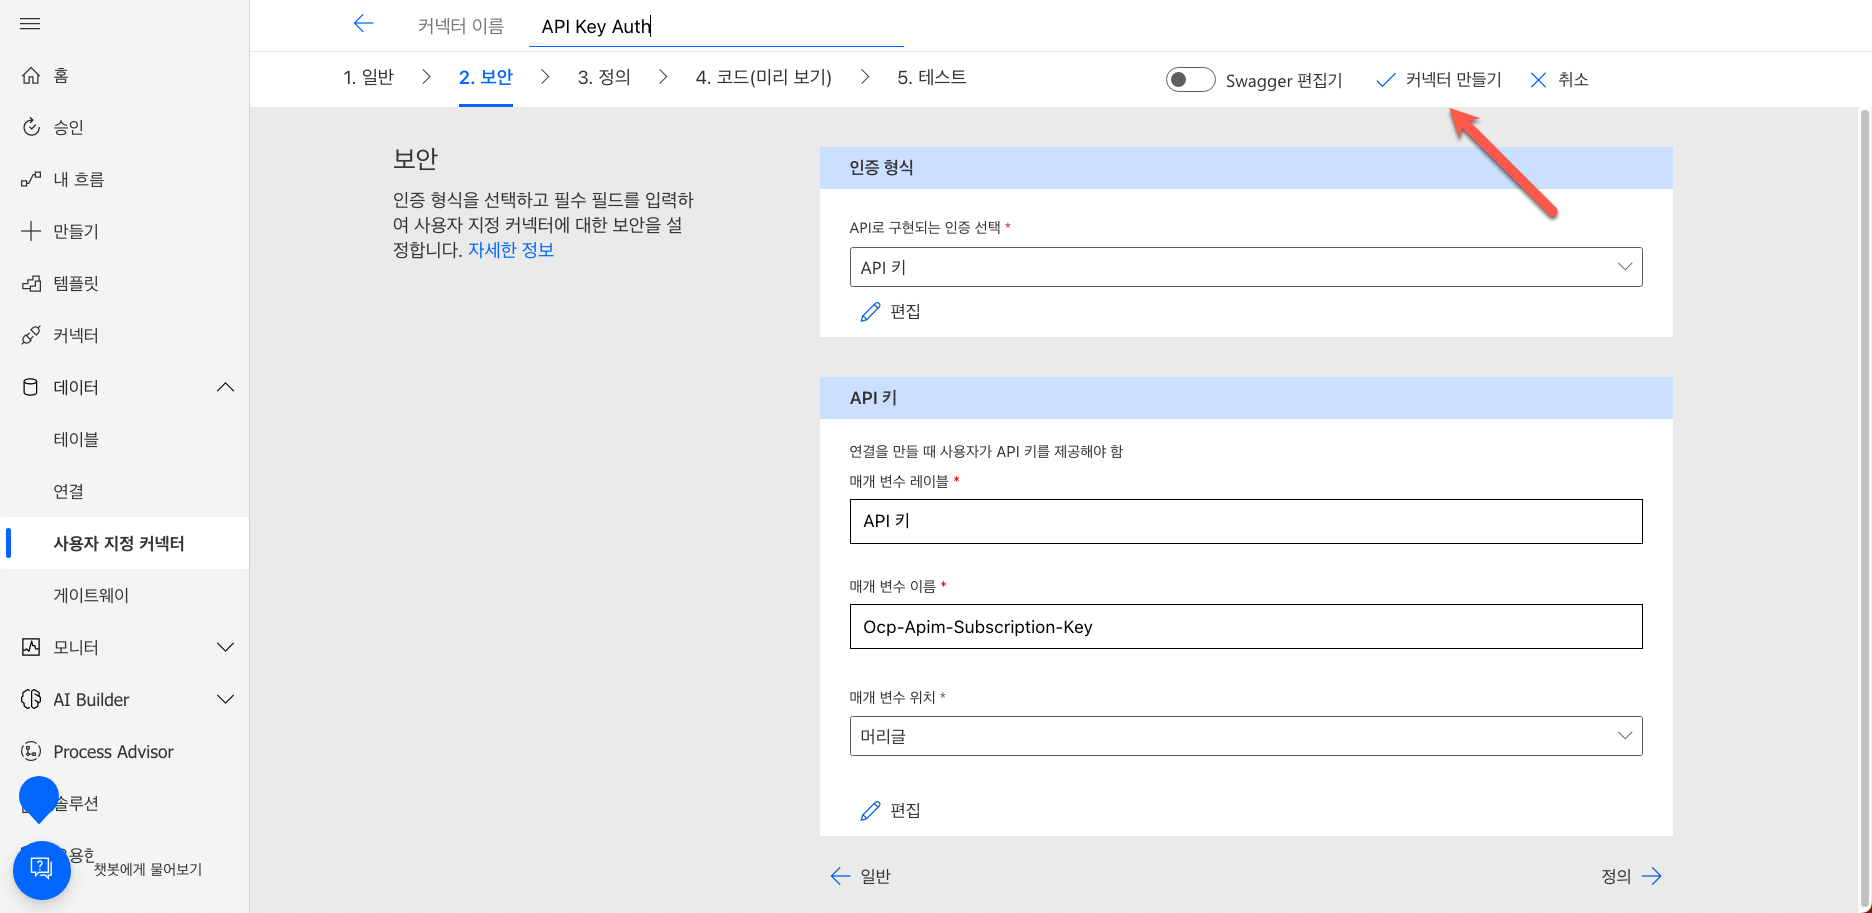 커넥터 이름
API Key Auth
1. 일반
2. 보안
3. 정의
4. 코드(미리 보기)
5. 테스트
Swagger 편집기
커넥터 만들기
취소
홈
승인
내 흐름
만들기
템플릿
커넥터
데이터
테이블
연결
사용자 지정 커넥터
게이트웨이
모니터
AI Builder
Process Advisor
솔루션
챗봇에게 물어보기
보안
인증 형식을 선택하고 필수 필드를 입력하
여 사용자 지정 커넥터에 대한 보안을 설
정합니다. 자세한 정보
인증 형식
API로 구현되는 인증 선택 *
API 키
편집
API 키
연결을 만들 때 사용자가 API 키를 제공해야 함
매개 변수 레이블 *
API 키
매개 변수 이름 *
Ocp-Apim-Subscription-Key
매개 변수 위치 *
머리글
편집
일반
정의